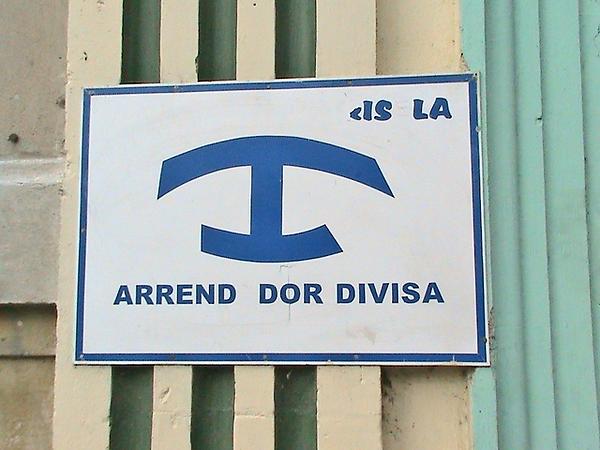 IS LA
ARREND DOR DIVISA